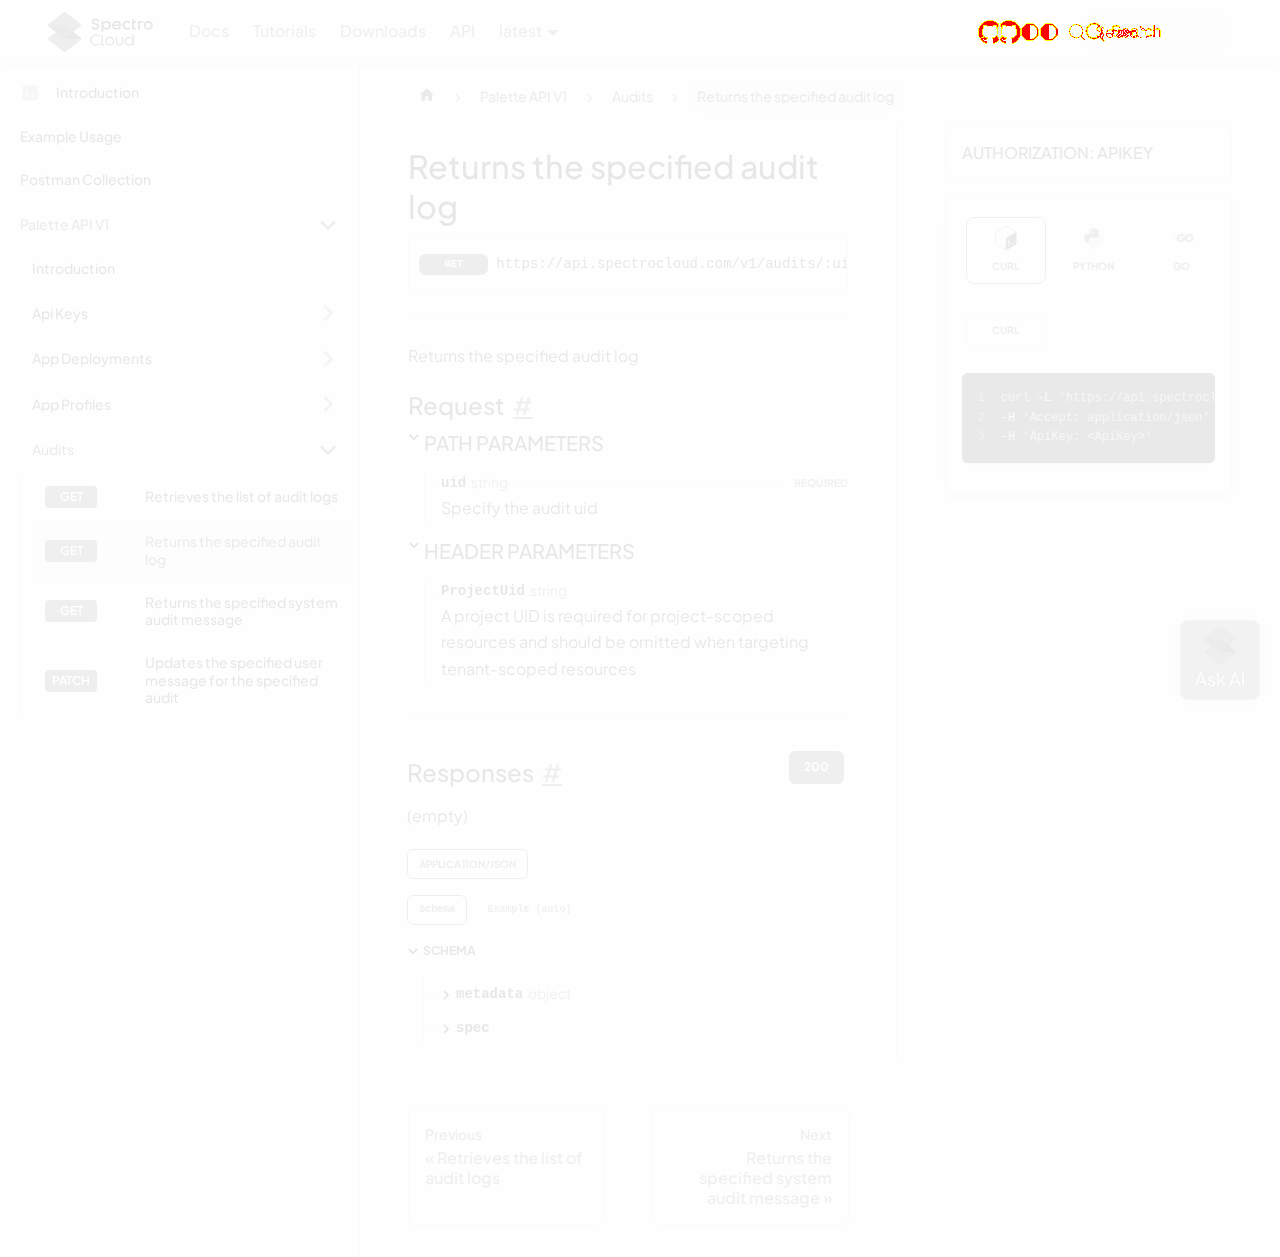 Spectro
Cloud
Docs
Tutorials
Downloads
API
latest
Introduction
Example Usage
Postman Collection
Palette API V1
Introduction
Api Keys
App Deployments
App Profiles
Audits
GET Retrieves the list of audit logs
GET Returns the specified audit
log
GET Returns the specified system
audit message
PATCH Updates the specified user
message for the specified
audit
Palette API V1
Audits
Returns the specified audit log
Returns the specified audit
log
GET https://api.spectrocloud.com/v1/audits/:ui
Returns the specified audit log
Request #
PATH PARAMETERS
uid string REQUIRED
Specify the audit uid
HEADER PARAMETERS
ProjectUid string
A project UID is required for project-scoped
resources and should be omitted when targeting
tenant-scoped resources
Responses #
200
(empty)
APPLICATION/JSON
Schema Example (auto)
SCHEMA
metadata object
spec
Previous
« Retrieves the list of
audit logs
Next
Returns the
specified system
audit message »
AUTHORIZATION: APIKEY
CURL PYTHON GO
CURL
1 curl -L 'https://api.spectrocl
2 -H 'Accept: application/json'
3 -H 'ApiKey: <ApiKey>'
Ask AI